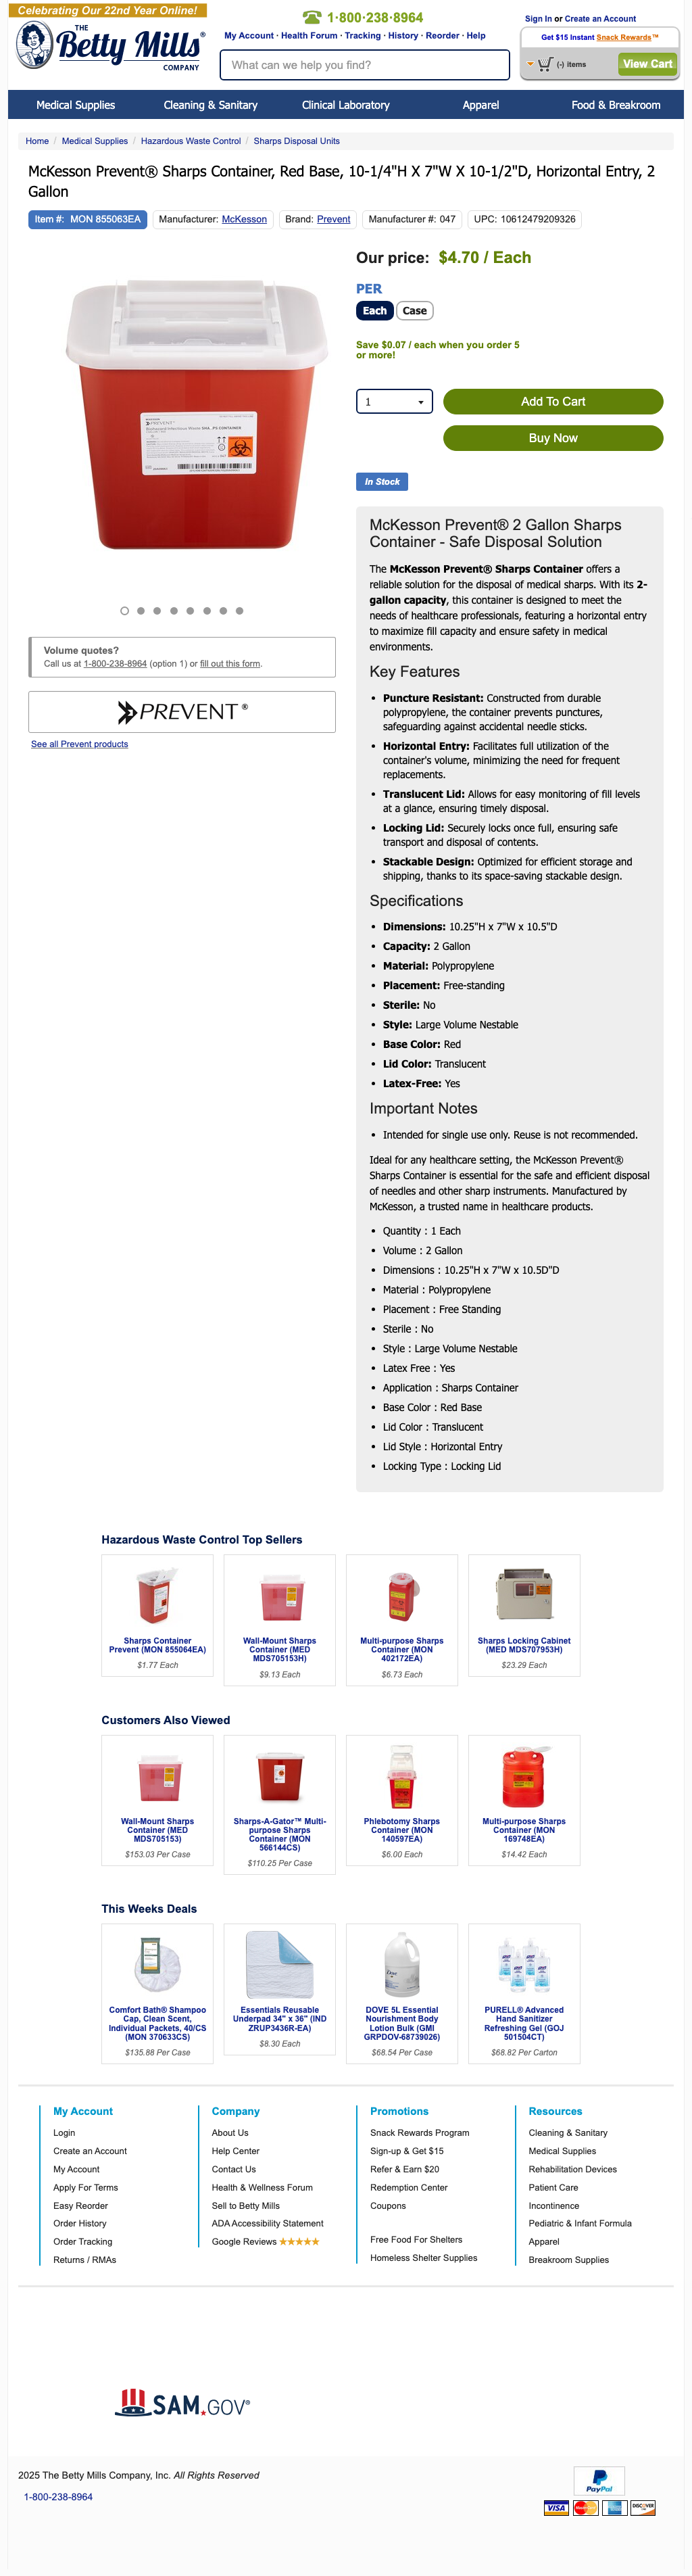 Celebrating Our 22nd Year Online!
THE
Betty Mills®
COMPANY
1·800·238·8964
My Account · Health Forum · Tracking · History · Reorder · Help
What can we help you find?
Sign In or Create an Account
Get $15 Instant Snack Rewards™
(-) items
View Cart
Medical Supplies
Cleaning & Sanitary
Clinical Laboratory
Apparel
Food & Breakroom
Home / Medical Supplies / Hazardous Waste Control / Sharps Disposal Units
McKesson Prevent® Sharps Container, Red Base, 10-1/4"H X 7"W X 10-1/2"D, Horizontal Entry, 2
Gallon
Item #: MON 855063EA
Manufacturer: McKesson
Brand: Prevent
Manufacturer #: 047
UPC: 10612479209326
PREVENT
Our price: $4.70 / Each
PER
Each
Case
Save $0.07 / each when you order 5
or more!
1
Add To Cart
Buy Now
In Stock
Volume quotes?
Call us at 1-800-238-8964 (option 1) or fill out this form.
PREVENT®
See all Prevent products
McKesson Prevent® 2 Gallon Sharps
Container - Safe Disposal Solution
The McKesson Prevent® Sharps Container offers a
reliable solution for the disposal of medical sharps. With its 2-
gallon capacity, this container is designed to meet the
needs of healthcare professionals, featuring a horizontal entry
to maximize fill capacity and ensure safety in medical
environments.
Key Features
• Puncture Resistant: Constructed from durable
polypropylene, the container prevents punctures,
safeguarding against accidental needle sticks.
• Horizontal Entry: Facilitates full utilization of the
container's volume, minimizing the need for frequent
replacements.
• Translucent Lid: Allows for easy monitoring of fill levels
at a glance, ensuring timely disposal.
• Locking Lid: Securely locks once full, ensuring safe
transport and disposal of contents.
• Stackable Design: Optimized for efficient storage and
shipping, thanks to its space-saving stackable design.
Specifications
• Dimensions: 10.25"H x 7"W x 10.5"D
• Capacity: 2 Gallon
• Material: Polypropylene
• Placement: Free-standing
• Sterile: No
• Style: Large Volume Nestable
• Base Color: Red
• Lid Color: Translucent
• Latex-Free: Yes
Important Notes
• Intended for single use only. Reuse is not recommended.
Ideal for any healthcare setting, the McKesson Prevent®
Sharps Container is essential for the safe and efficient disposal
of needles and other sharp instruments. Manufactured by
McKesson, a trusted name in healthcare products.
• Quantity : 1 Each
• Volume : 2 Gallon
• Dimensions : 10.25"H x 7"W x 10.5D"D
• Material : Polypropylene
• Placement : Free Standing
• Sterile : No
• Style : Large Volume Nestable
• Latex Free : Yes
• Application : Sharps Container
• Base Color : Red Base
• Lid Color : Translucent
• Lid Style : Horizontal Entry
• Locking Type : Locking Lid
Hazardous Waste Control Top Sellers
Sharps Container
Prevent (MON 855064EA)
$1.77 Each
Wall-Mount Sharps
Container (MED
MDS705153H)
$9.13 Each
Multi-purpose Sharps
Container (MON
402172EA)
$6.73 Each
Sharps Locking Cabinet
(MED MDS707953H)
$23.29 Each
Customers Also Viewed
Wall-Mount Sharps
Container (MED
MDS705153)
$153.03 Per Case
Sharps-A-Gator™ Multi-
purpose Sharps
Container (MON
566144CS)
$110.25 Per Case
Phlebotomy Sharps
Container (MON
140597EA)
$6.00 Each
Multi-purpose Sharps
Container (MON
169748EA)
$14.42 Each
This Weeks Deals
Comfort Bath® Shampoo
Cap, Clean Scent,
Individual Packets, 40/CS
(MON 370633CS)
$135.88 Per Case
Essentials Reusable
Underpad 34" x 36" (IND
ZRUP3436R-EA)
$8.30 Each
DOVE 5L Essential
Nourishment Body
Lotion Bulk (GMI
GRPDOV-68739026)
$68.54 Per Case
PURELL® Advanced
Hand Sanitizer
Refreshing Gel (GOJ
501504CT)
$68.82 Per Carton
My Account
Login
Create an Account
My Account
Apply For Terms
Easy Reorder
Order History
Order Tracking
Returns / RMAs
Company
About Us
Help Center
Contact Us
Health & Wellness Forum
Sell to Betty Mills
ADA Accessibility Statement
Google Reviews ★★★★★
Promotions
Snack Rewards Program
Sign-up & Get $15
Refer & Earn $20
Redemption Center
Coupons
Free Food For Shelters
Homeless Shelter Supplies
Resources
Cleaning & Sanitary
Medical Supplies
Rehabilitation Devices
Patient Care
Incontinence
Pediatric & Infant Formula
Apparel
Breakroom Supplies
SAM.GOV®
2025 The Betty Mills Company, Inc. All Rights Reserved
1-800-238-8964
PayPal
VISA
DISCOVER